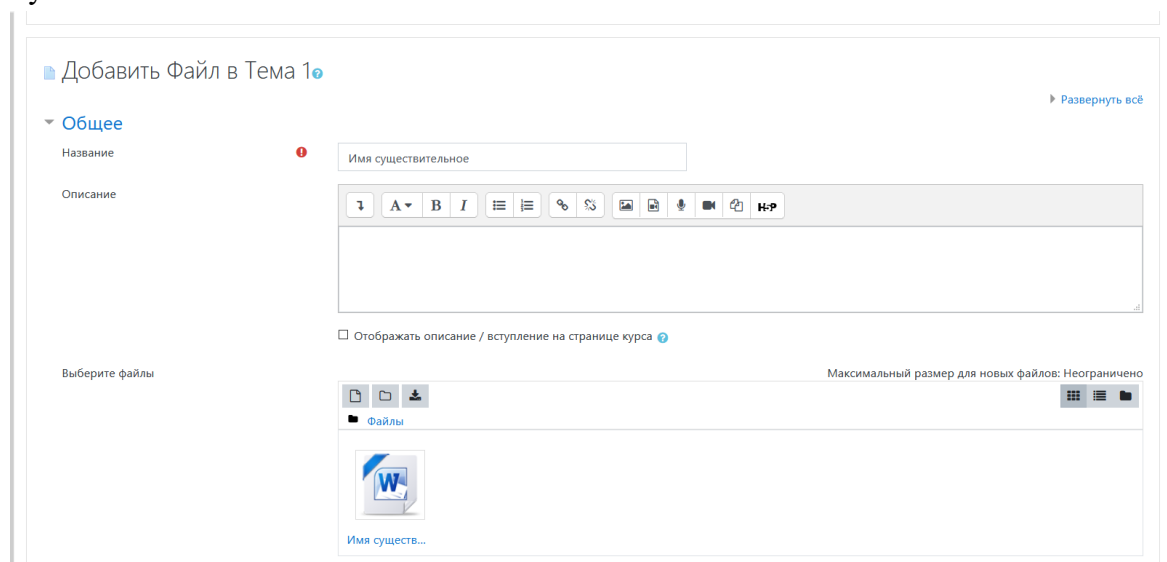 Добавить Файл в Тема 1
Развернуть всё
Общее
Название
Имя существительное
Описание
A B I H-P
Отображать описание / вступление на странице курса
Выберите файлы
Максимальный размер для новых файлов: Неограничено
Файлы
W
Имя существ...